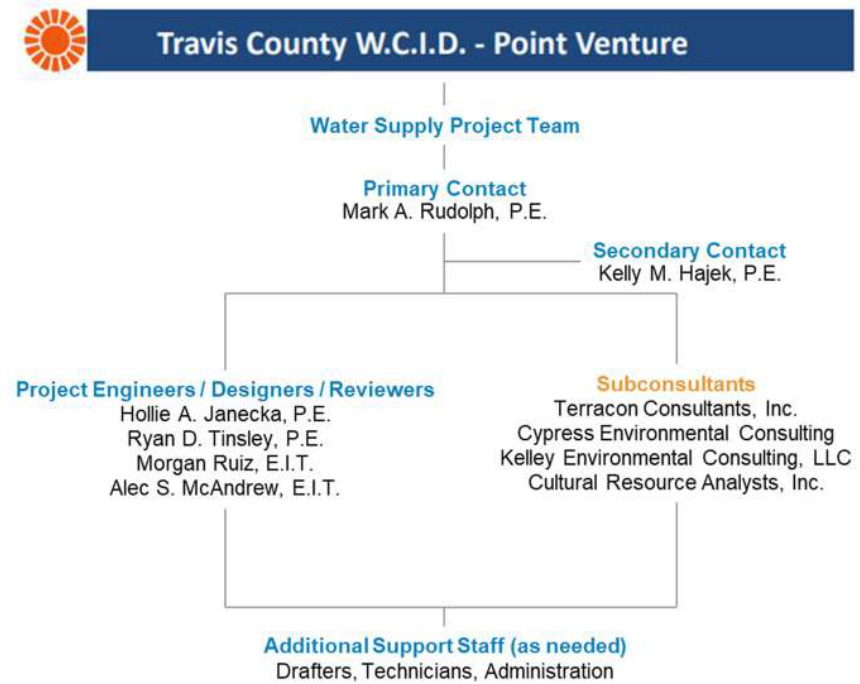 Travis County W.C.I.D. - Point Venture
Water Supply Project Team
Primary Contact
Mark A. Rudolph, P.E.
Secondary Contact
Kelly M. Hajek, P.E.
Project Engineers / Designers / Reviewers
Hollie A. Janecka, P.E.
Ryan D. Tinsley, P.E.
Morgan Ruiz, E.I.T.
Alec S. McAndrew, E.I.T.
Subconsultants
Terracon Consultants, Inc.
Cypress Environmental Consulting
Kelley Environmental Consulting, LLC
Cultural Resource Analysts, Inc.
Additional Support Staff (as needed)
Drafters, Technicians, Administration